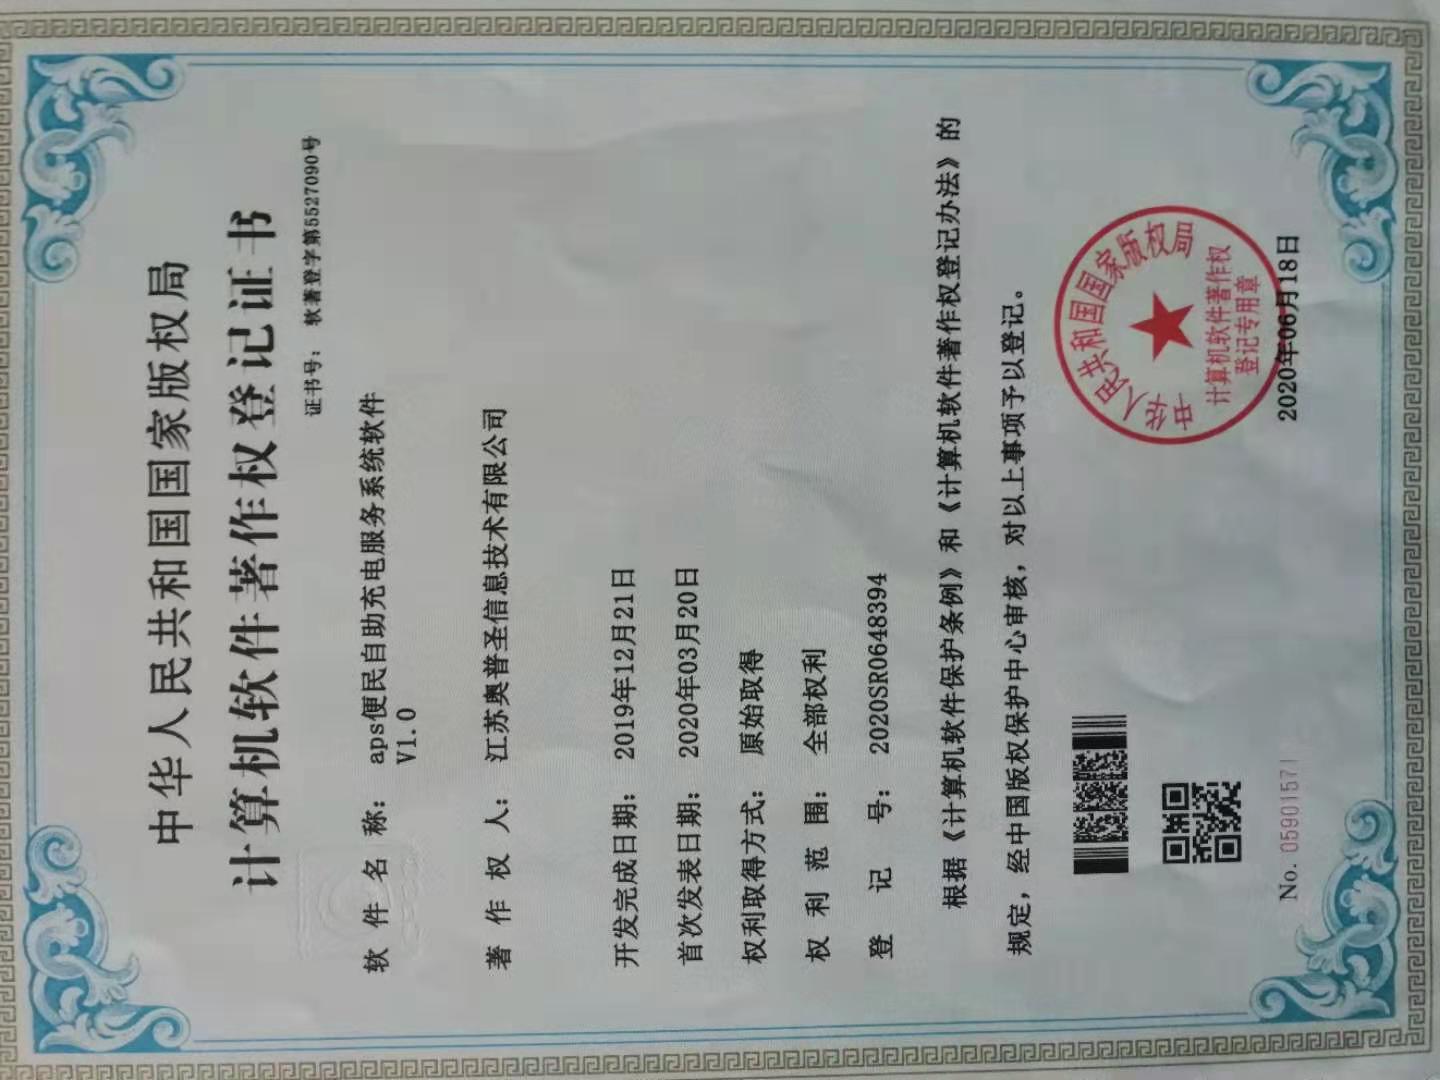 中华人民共和国国家版权局
计算机软件著作权登记证书
证书号： 软著登字第5527090号
软件名称： aps便民自助充电服务系统软件
V1.0
著作权人： 江苏奥普圣信息技术有限公司
开发完成日期： 2019年12月21日
首次发表日期： 2020年03月20日
权利取得方式： 原始取得
权利范围： 全部权利
登记号： 2020SR0648394
根据《计算机软件保护条例》和《计算机软件著作权登记办法》的
规定，经中国版权保护中心审核，对以上事项予以登记。
中华人民共和国国家版权局
计算机软件著作权
登记专用章
2020年06月18日
No. 05901571